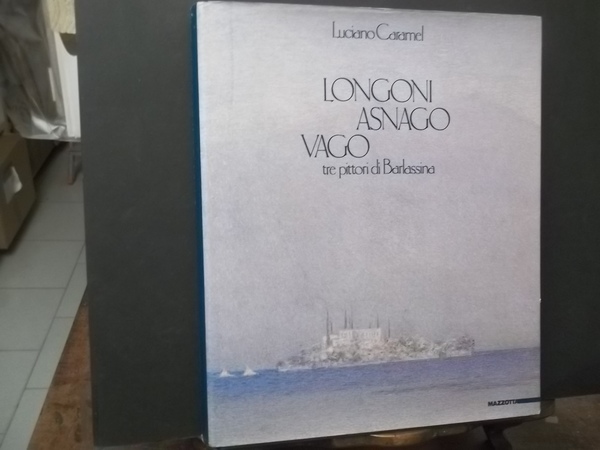 Luciano Caramel
LONGONI
ASNAGO
VAGO
tre pittori di Barlassina
MAZZOTTA